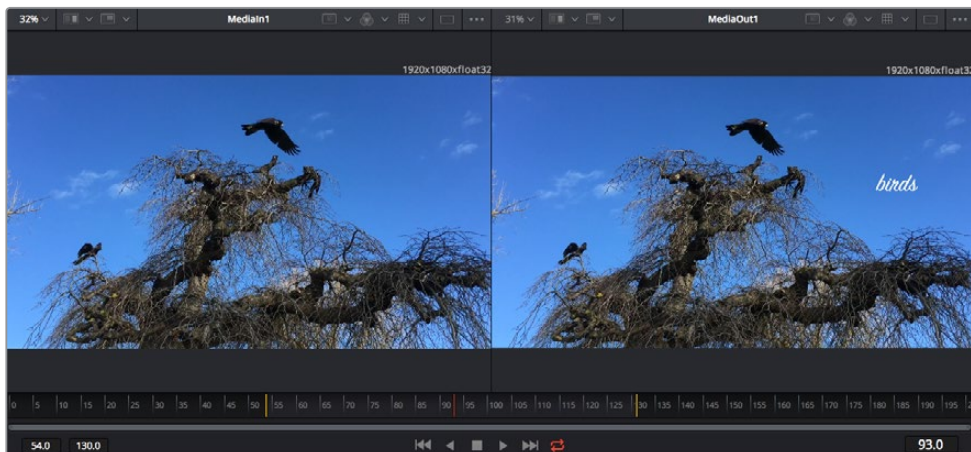 32% MediaIn1 31% MediaOut1
1920x1080xfloat32 1920x1080xfloat32
birds
0 5 10 15 20 25 30 35 40 45 50 55 60 65 70 75 80 85 90 95 100 105 110 115 120 125 30 135 140 145 150 155 160 165 170 175 180 185 190 195
54.0 130.0 93.0